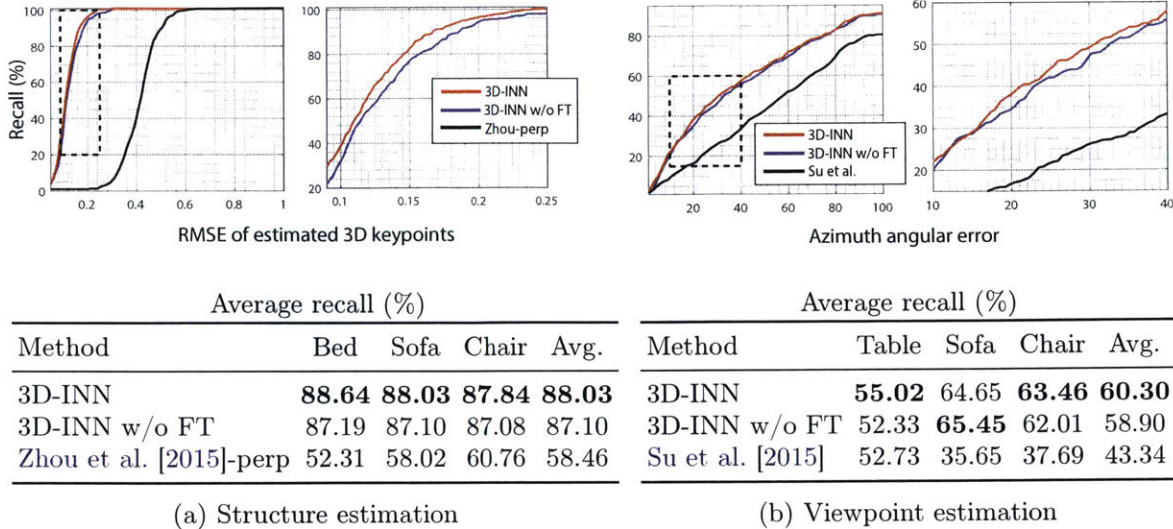 100
80
60
40
20
0
Recall (%)
0.2
0.4
0.6
0.8
1
100
80
60
40
20
0.1
0.15
0.2
0.25
3D-INN
3D-INN w/o FT
Zhou-perp
RMSE of estimated 3D keypoints
80
60
40
20
20
40
60
80
100
3D-INN
3D-INN w/o FT
Su et al.
60
50
40
30
20
10
20
30
40
Azimuth angular error
Average recall (%)
Method Bed Sofa Chair Avg.
3D-INN 88.64 88.03 87.84 88.03
3D-INN w/o FT 87.19 87.10 87.08 87.10
Zhou et al. [2015]-perp 52.31 58.02 60.76 58.46
(a) Structure estimation
Average recall (%)
Method Table Sofa Chair Avg.
3D-INN 55.02 64.65 63.46 60.30
3D-INN w/o FT 52.33 65.45 62.01 58.90
Su et al. [2015] 52.73 35.65 37.69 43.34
(b) Viewpoint estimation